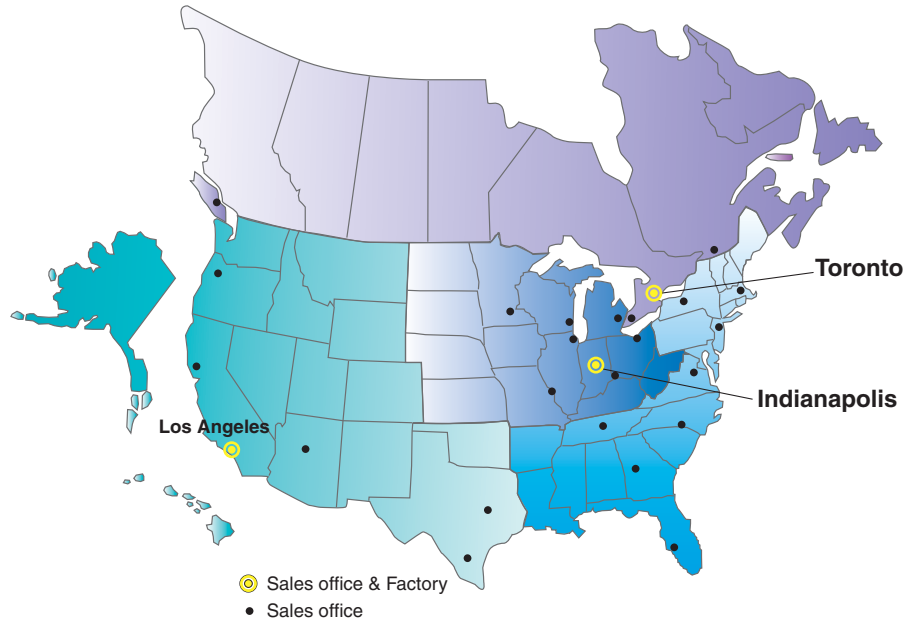 Toronto
Indianapolis
Los Angeles
Sales office & Factory
Sales office